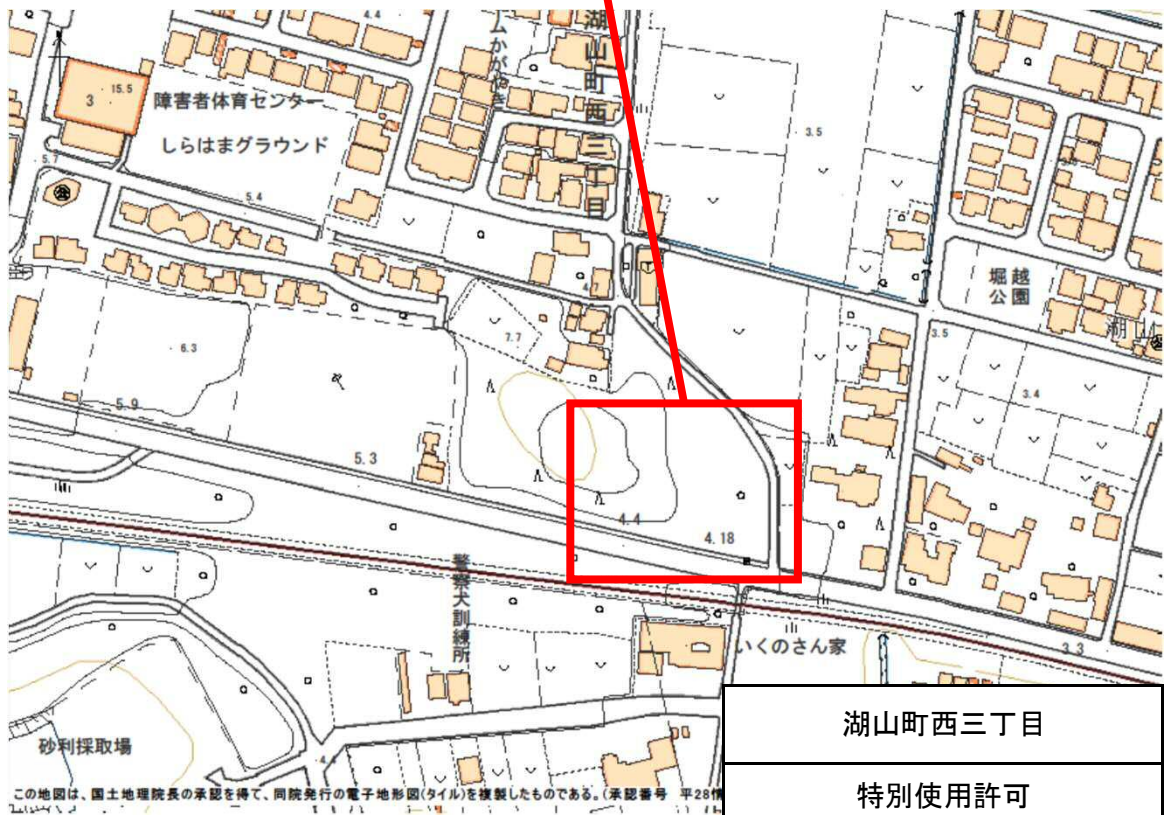 湖山町西三丁目
ムかがやき
4.4
3
15.5
障害者体育センター
しらはまグラウンド
3.5
5.7
5.4
堀越
公園
4.7
3.5
湖山
7.7
6.3
3.4
5.9
5.3
4.4
4.18
警察犬訓練所
いくのさん家
3.3
砂利採取場
4.4
この地図は、国土地理院長の承認を得て、同院発行の電子地形図(タイル)を複製したものである。(承認番号 平28情
湖山町西三丁目
特別使用許可